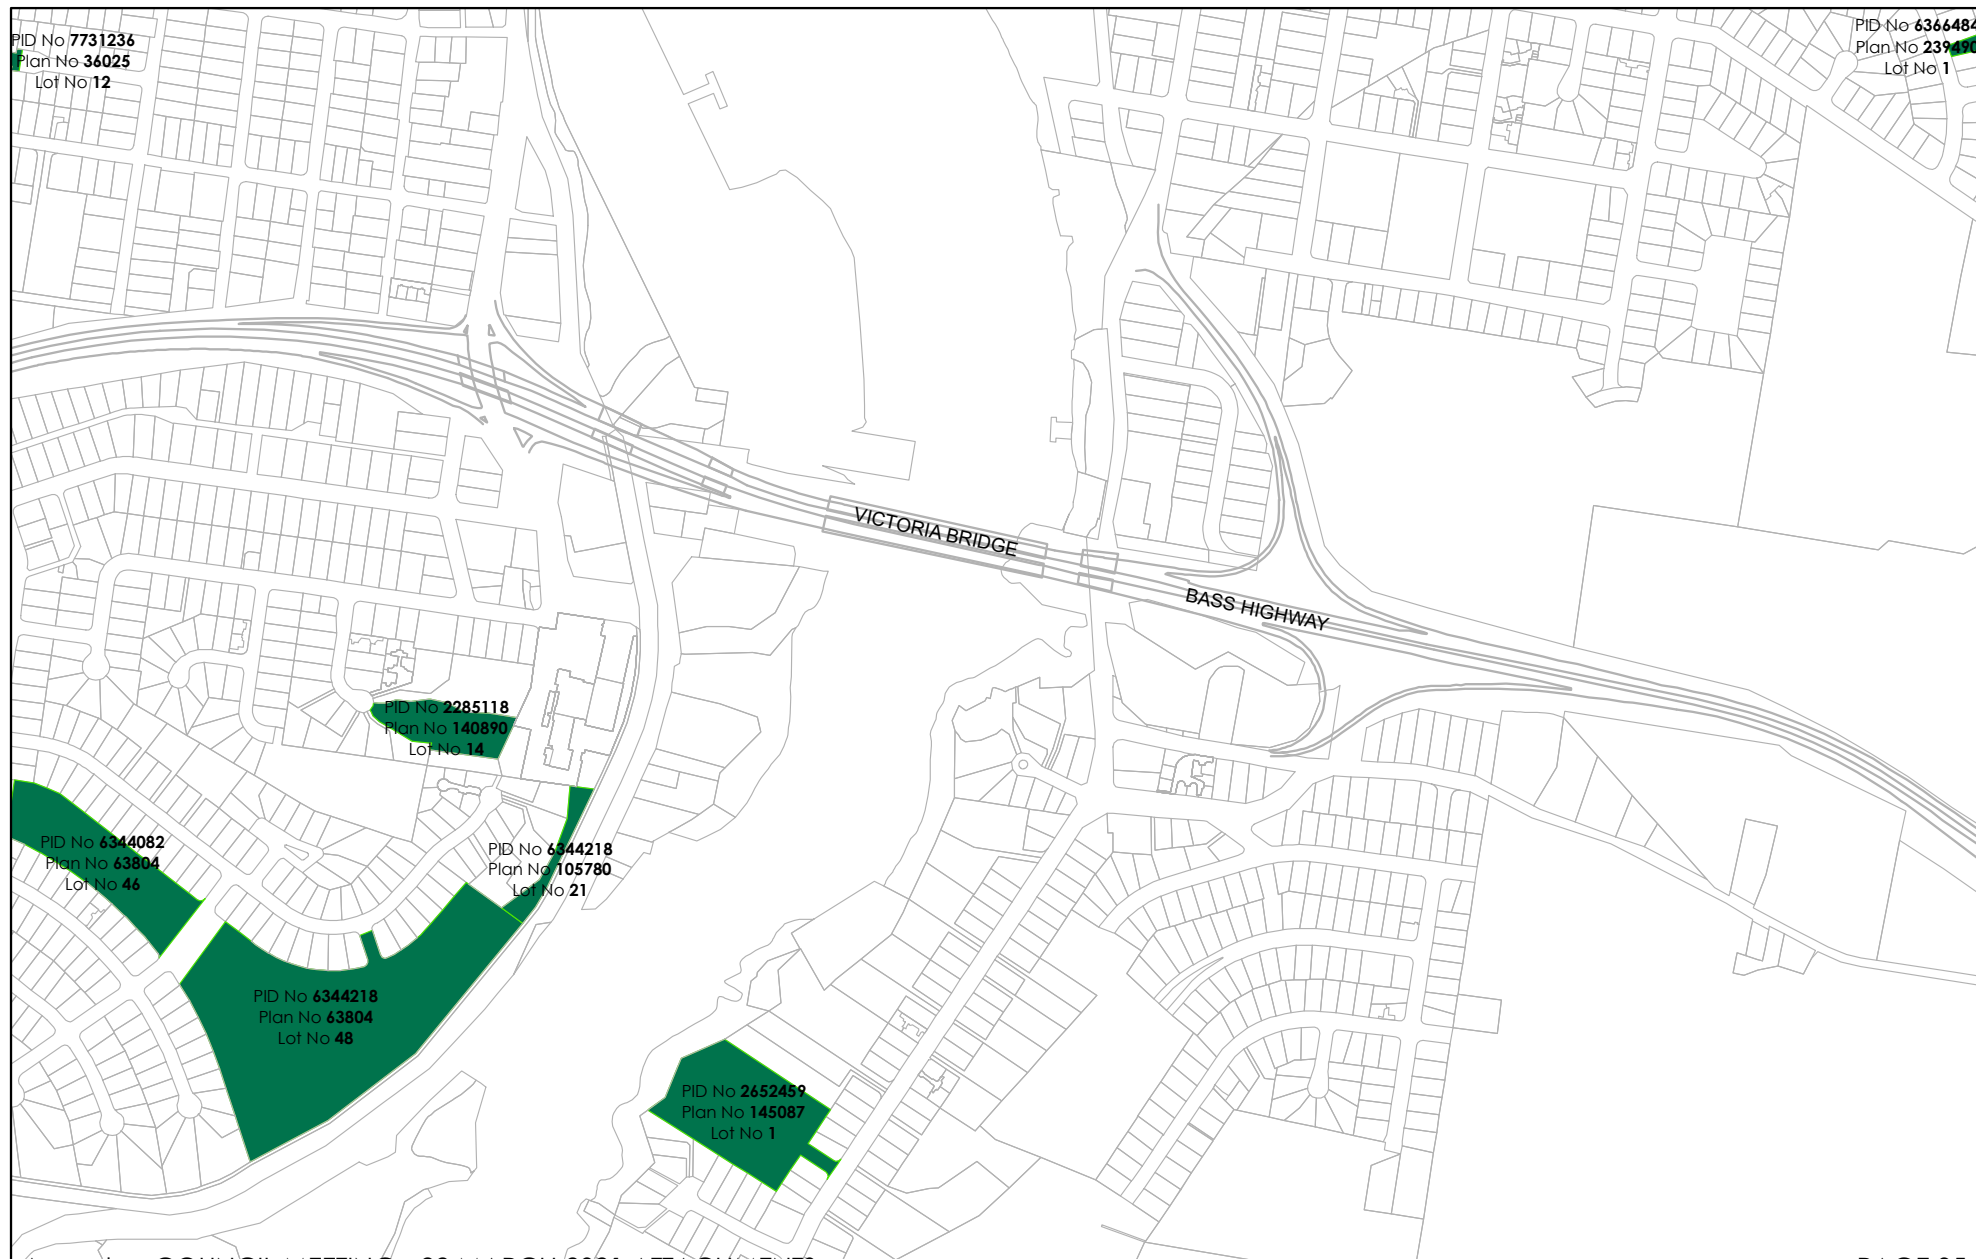 PID No 7731236
Plan No 36025
Lot No 12
PID No 6366484
Plan No 239490
Lot No 1
VICTORIA BRIDGE
BASS HIGHWAY
PID No 2285118
Plan No 140890
Lot No 14
PID No 6344082
Plan No 63804
Lot No 46
PID No 6344218
Plan No 105780
Lot No 21
PID No 6344218
Plan No 63804
Lot No 48
PID No 2652459
Plan No 145087
Lot No 1